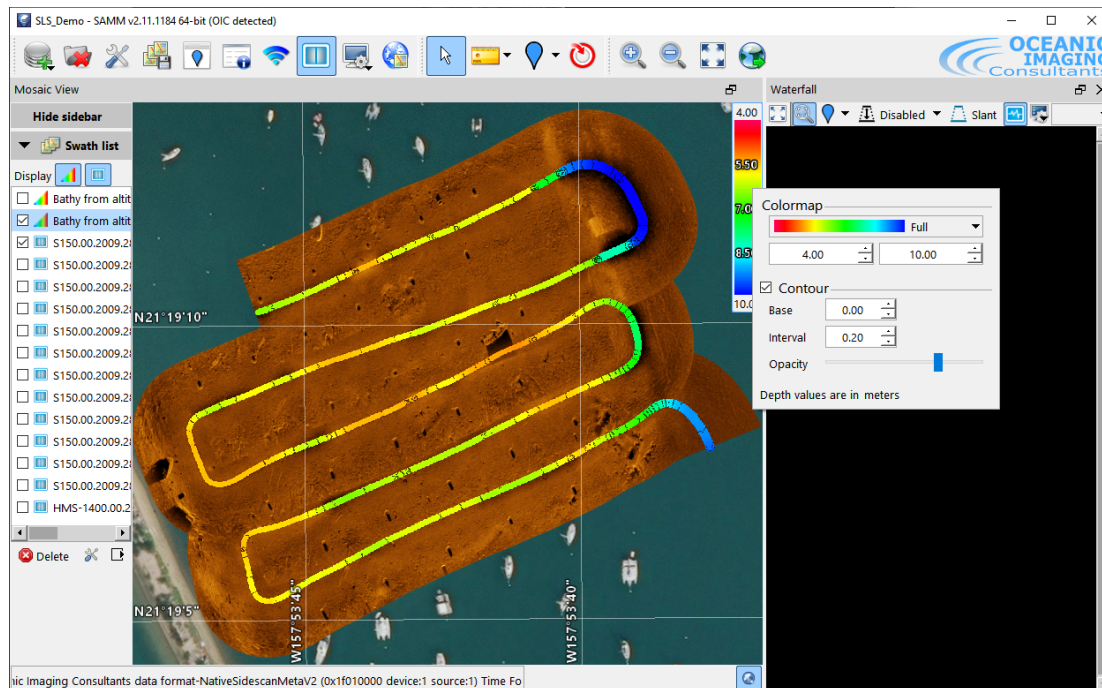 SLS_Demo - SAMM v2.11.1184 64-bit (OIC detected)
OCEANIC
IMAGING
Consultants
Mosaic View
Waterfall
Hide sidebar
Swath list
Display
Disabled
Slant
Bathy from altit
Bathy from altit
S150.00.2009.28
S150.00.2009.28
S150.00.2009.28
S150.00.2009.28
S150.00.2009.28
S150.00.2009.28
S150.00.2009.28
S150.00.2009.28
S150.00.2009.28
S150.00.2009.28
S150.00.2009.28
S150.00.2009.28
HMS-1400.00.2
Delete
4.00
5.50
7.00
8.50
10.0
Colormap
Full
4.00
10.00
Contour
Base
0.00
Interval
0.20
Opacity
Depth values are in meters
N21°19'10"
N21°19'5"
W157°53'45"
W157°53'40"
nic Imaging Consultants data format-NativeSidescanMetaV2 (0x1f010000 device:1 source:1) Time Fo